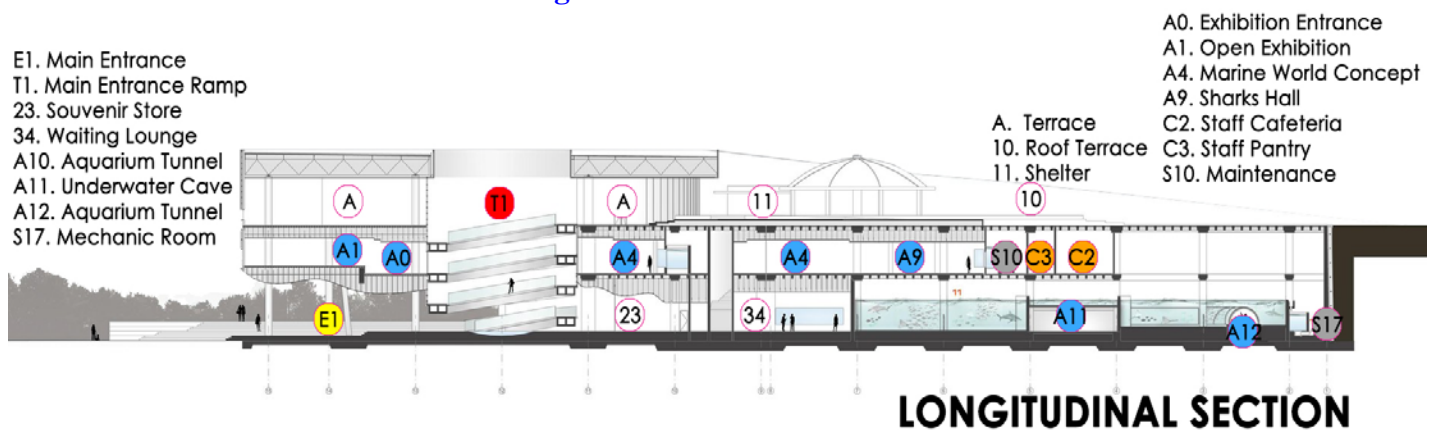 E1. Main Entrance
T1. Main Entrance Ramp
23. Souvenir Store
34. Waiting Lounge
A10. Aquarium Tunnel
A11. Underwater Cave
A12. Aquarium Tunnel
S17. Mechanic Room
A. Terrace
10. Roof Terrace
11. Shelter
A0. Exhibition Entrance
A1. Open Exhibition
A4. Marine World Concept
A9. Sharks Hall
C2. Staff Cafeteria
C3. Staff Pantry
S10. Maintenance
A T1 A 11 10
A1 A0 A4 A4 A9 S10 C3 C2
E1 23 34 A11 A12 S17
LONGITUDINAL SECTION